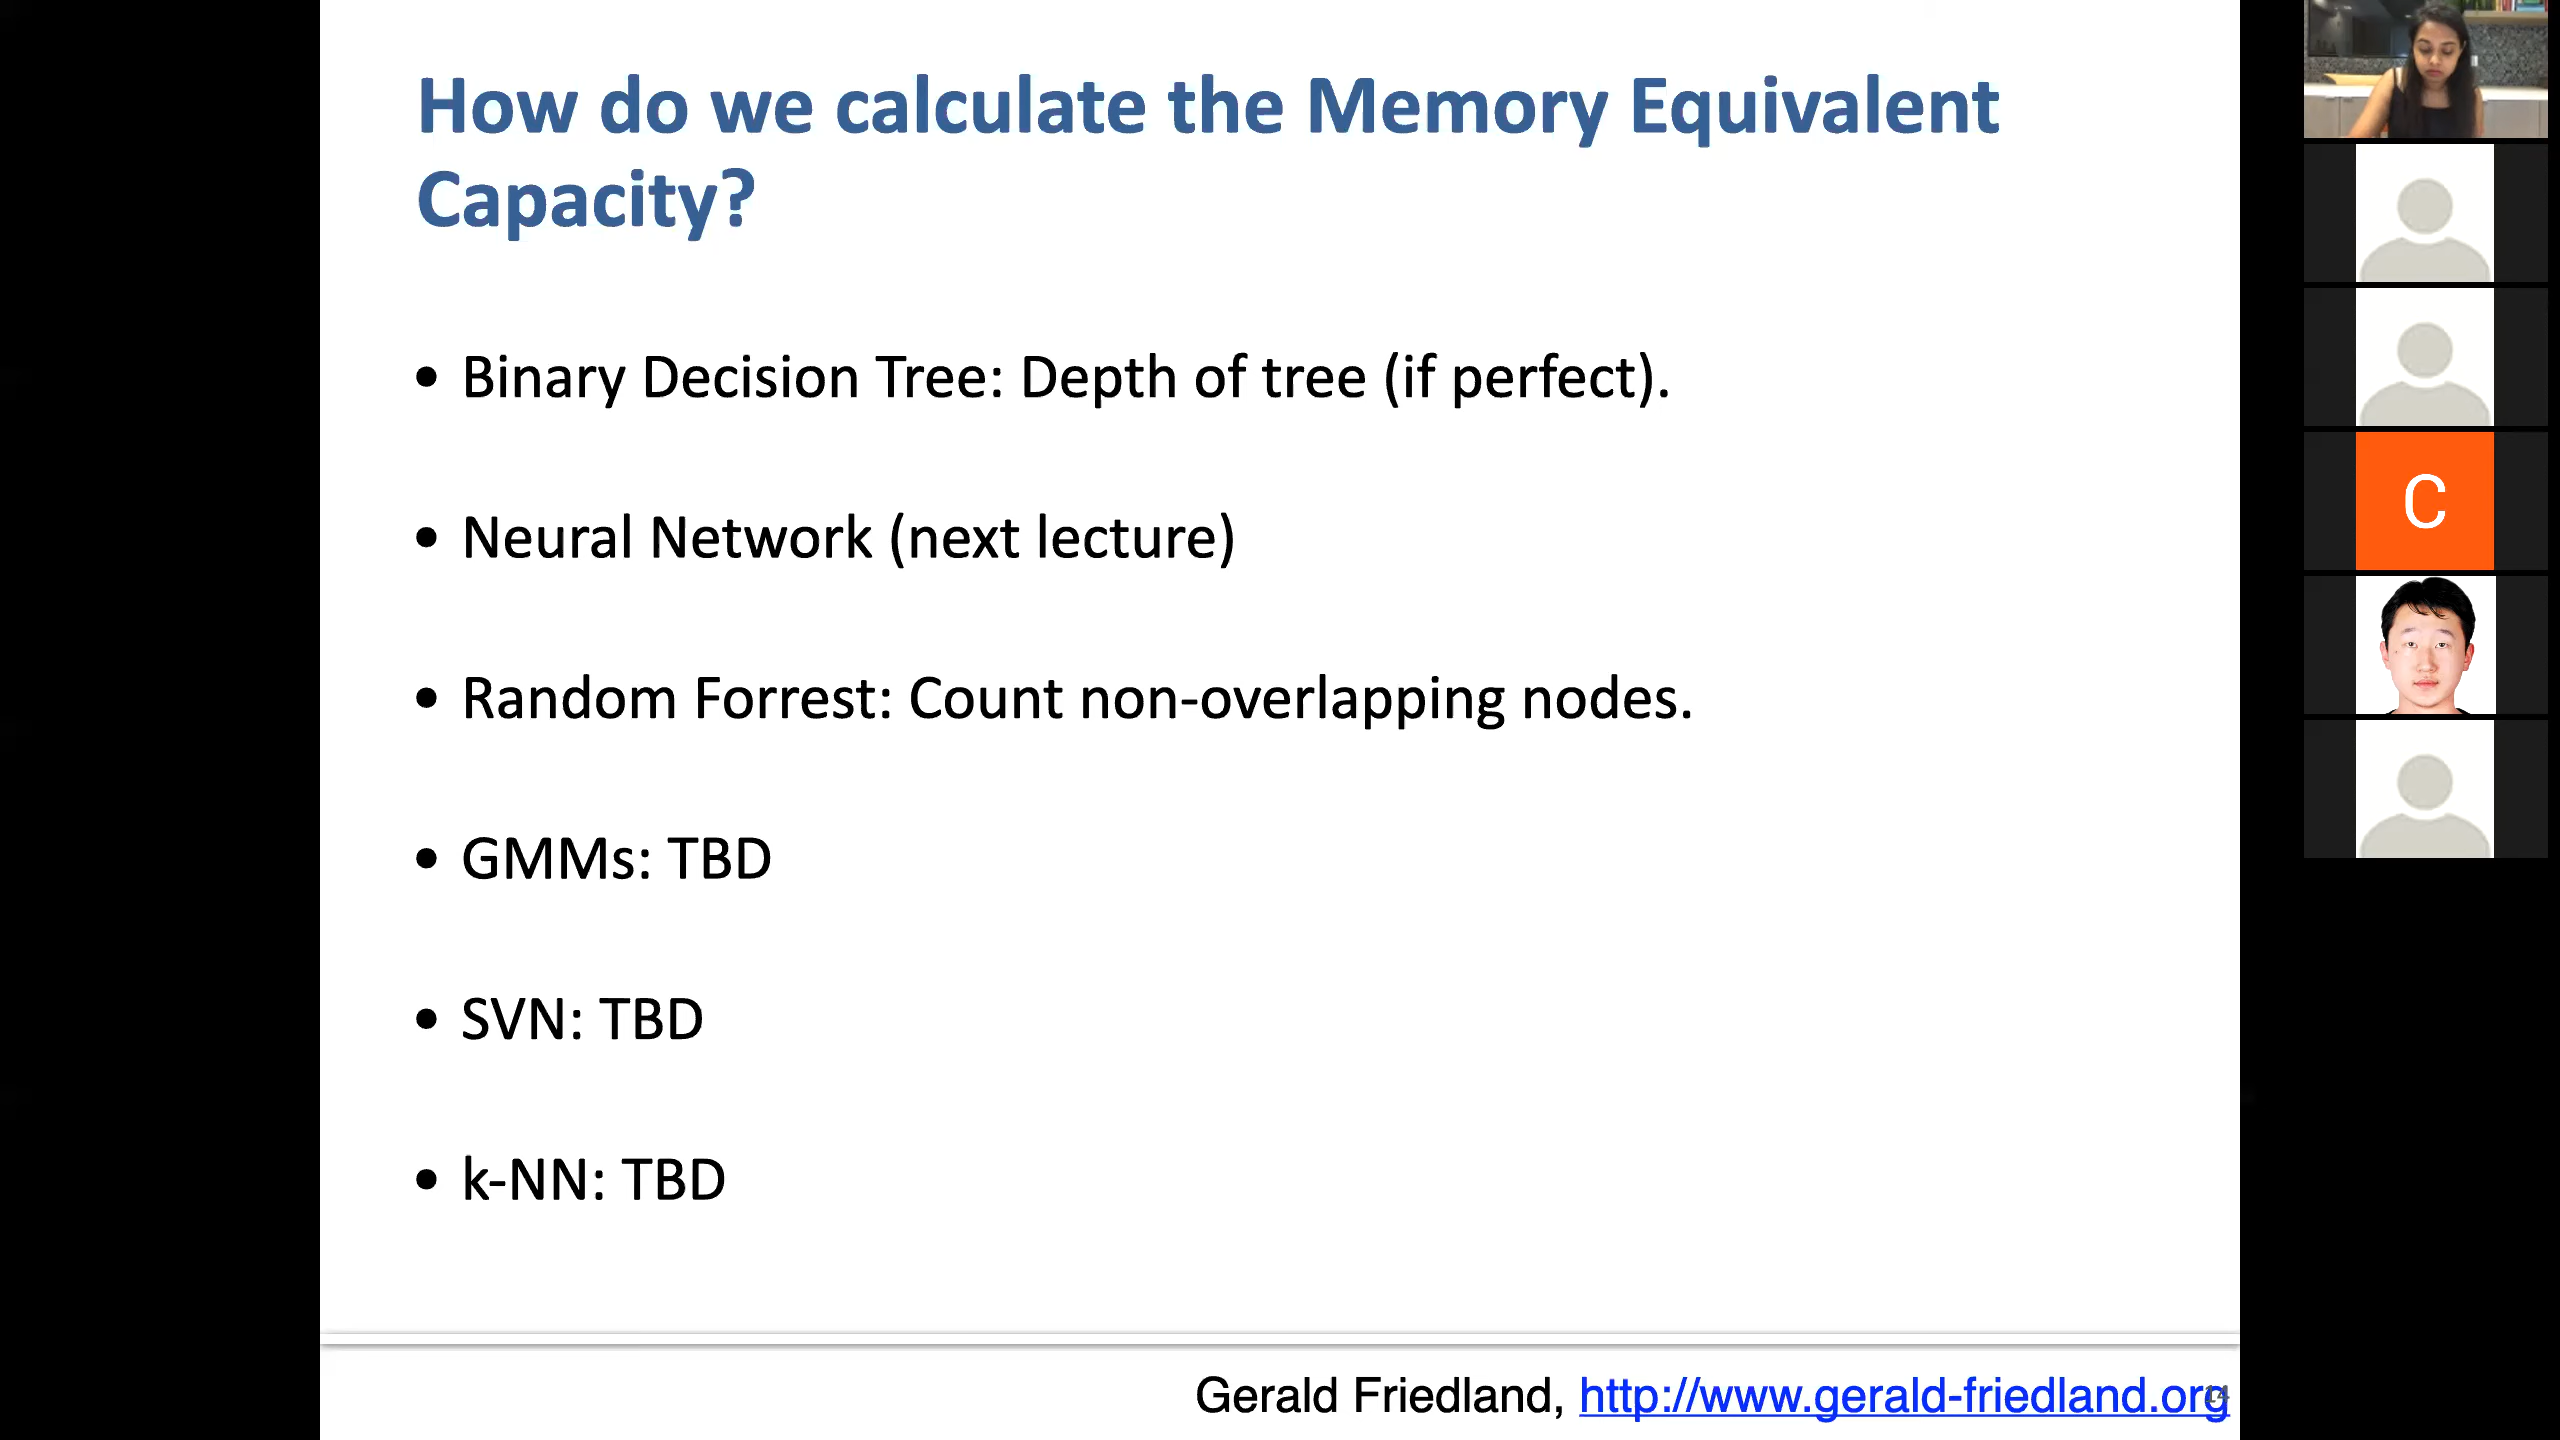 How do we calculate the Memory Equivalent
Capacity?
• Binary Decision Tree: Depth of tree (if perfect).
• Neural Network (next lecture)
• Random Forrest: Count non-overlapping nodes.
• GMMs: TBD
• SVN: TBD
• k-NN: TBD
Gerald Friedland, http://www.gerald-friedland.org
14
C